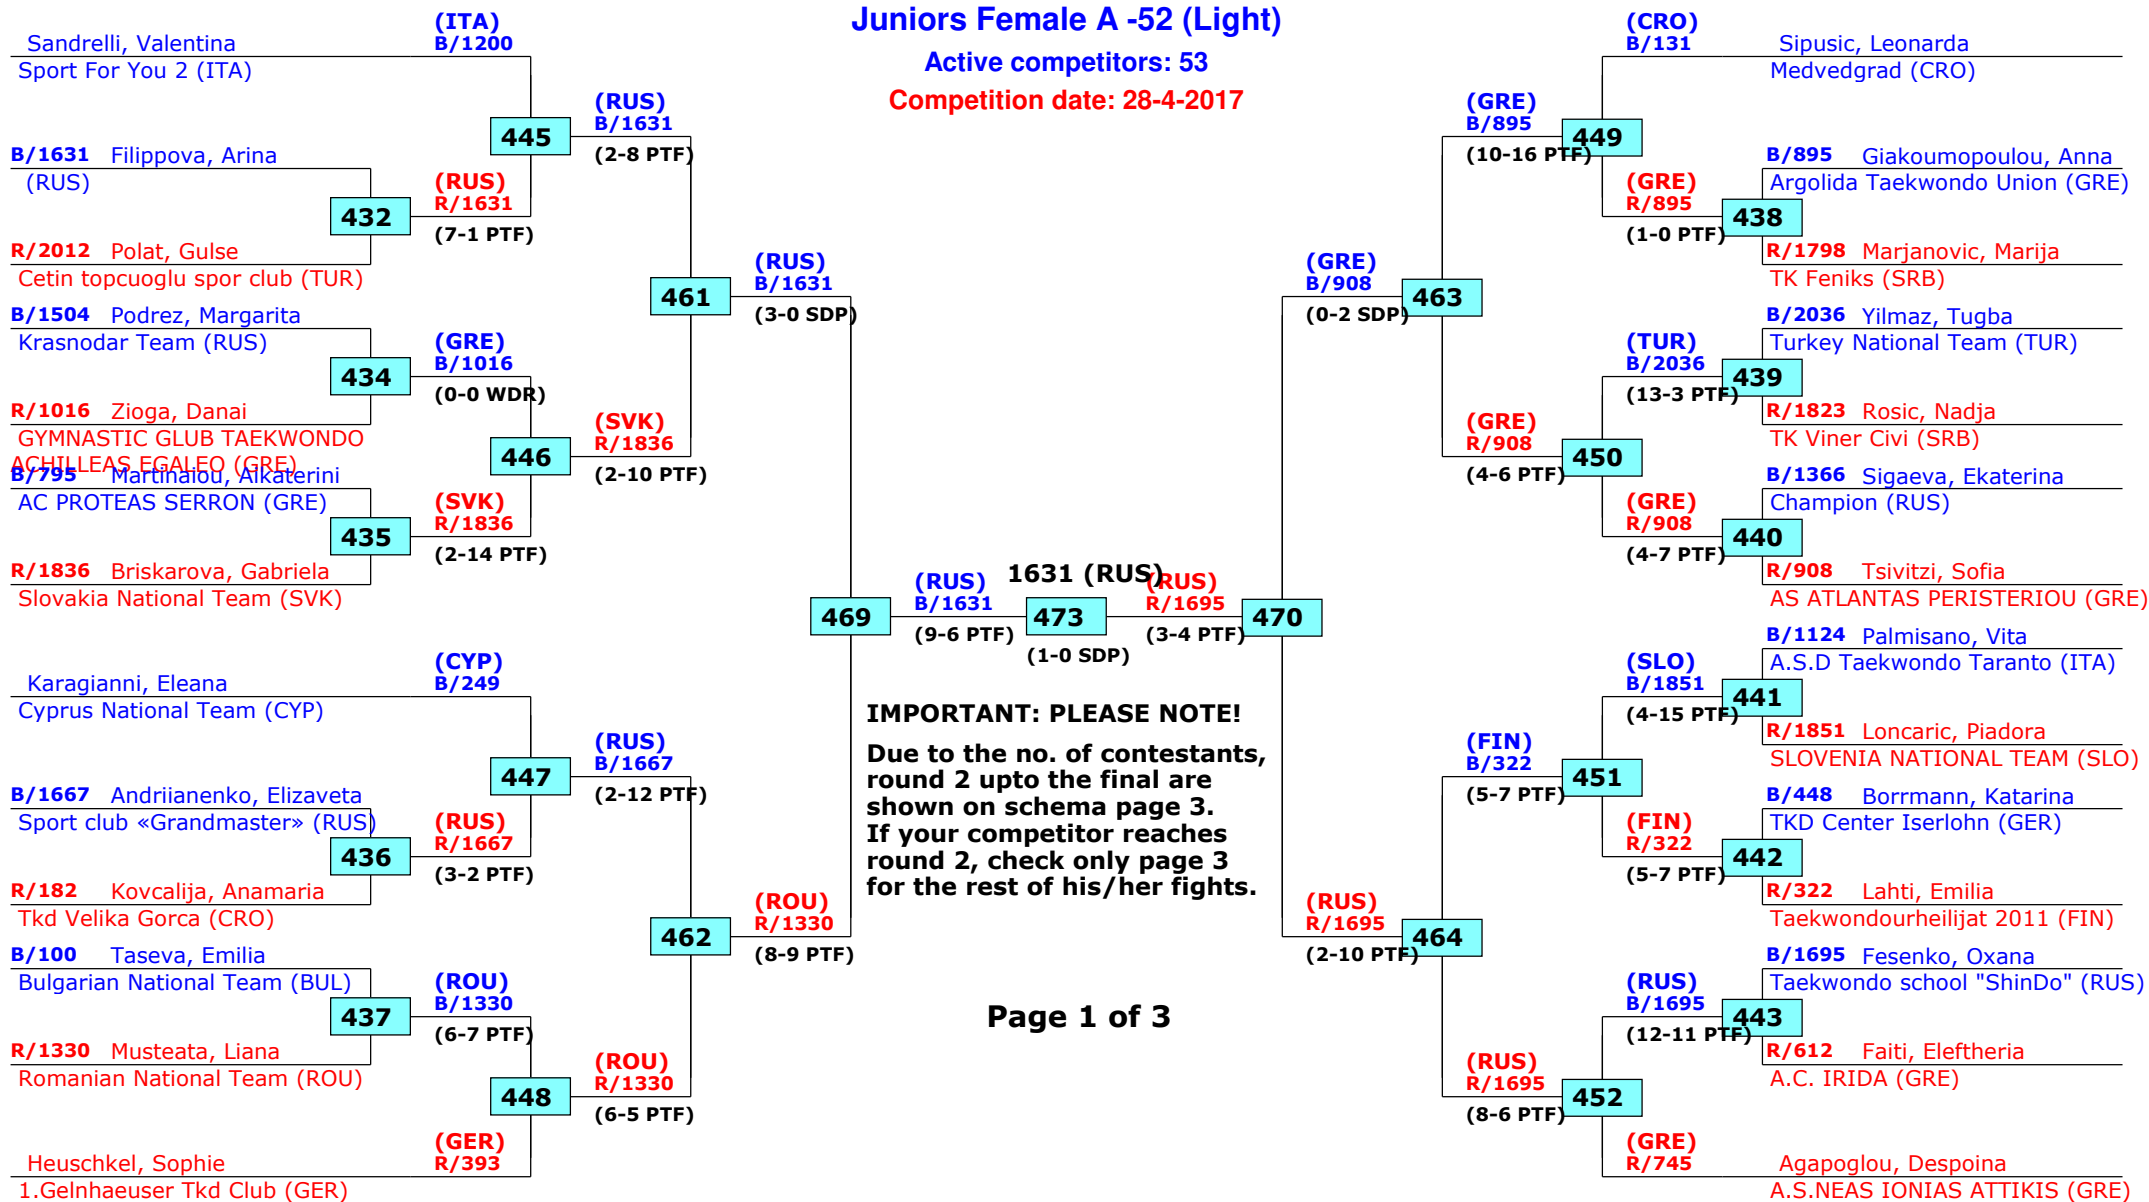 Juniors Female A -52 (Light)
Active competitors: 53
Competition date: 28-4-2017
Sandrelli, Valentina
Sport For You 2 (ITA)
(ITA)
B/1200
B/1631 Filippova, Arina
(RUS)
432
R/2012 Polat, Gulse
Cetin topcuoglu spor club (TUR)
(RUS)
R/1631
(7-1 PTF)
445
(RUS)
B/1631
(2-8 PTF)
B/1504 Podrez, Margarita
Krasnodar Team (RUS)
434
R/1016 Zioga, Danai
GYMNASTIC GLUB TAEKWONDO
ACHILLEAS EGALEO (GRE)
(GRE)
B/1016
(0-0 WDR)
B/795 Martinaiou, Aikaterini
AC PROTEAS SERRON (GRE)
435
R/1836 Briskarova, Gabriela
Slovakia National Team (SVK)
(SVK)
R/1836
(2-14 PTF)
446
(SVK)
R/1836
(2-10 PTF)
461
(RUS)
B/1631
(3-0 SDP)
Karagianni, Eleana
Cyprus National Team (CYP)
(CYP)
B/249
B/1667 Andriianenko, Elizaveta
Sport club «Grandmaster» (RUS)
436
R/182 Kovcalija, Anamaria
Tkd Velika Gorca (CRO)
(RUS)
R/1667
(3-2 PTF)
447
(RUS)
B/1667
(2-12 PTF)
B/100 Taseva, Emilia
Bulgarian National Team (BUL)
437
R/1330 Musteata, Liana
Romanian National Team (ROU)
(ROU)
B/1330
(6-7 PTF)
Heuschkel, Sophie
1.Gelnhaeuser Tkd Club (GER)
(GER)
R/393
448
(ROU)
R/1330
(6-5 PTF)
462
(ROU)
R/1330
(8-9 PTF)
469
(RUS)
B/1631
(9-6 PTF)
1631 (RUS)
473
(1-0 SDP)
(RUS)
R/1695
(3-4 PTF)
470
IMPORTANT: PLEASE NOTE!
Due to the no. of contestants,
round 2 upto the final are
shown on schema page 3.
If your competitor reaches
round 2, check only page 3
for the rest of his/her fights.
Page 1 of 3
(CRO)
B/131
Sipusic, Leonarda
Medvedgrad (CRO)
B/895 Giakoumopoulou, Anna
Argolida Taekwondo Union (GRE)
438
R/1798 Marjanovic, Marija
TK Feniks (SRB)
(GRE)
R/895
(1-0 PTF)
449
(GRE)
B/895
(10-16 PTF)
B/2036 Yilmaz, Tugba
Turkey National Team (TUR)
439
R/1823 Rosic, Nadja
TK Viner Civi (SRB)
(TUR)
B/2036
(13-3 PTF)
B/1366 Sigaeva, Ekaterina
Champion (RUS)
440
R/908 Tsivitzi, Sofia
AS ATLANTAS PERISTERIOU (GRE)
(GRE)
R/908
(4-7 PTF)
450
(GRE)
R/908
(4-6 PTF)
463
(GRE)
B/908
(0-2 SDP)
B/1124 Palmisano, Vita
A.S.D Taekwondo Taranto (ITA)
441
R/1851 Loncaric, Piadora
SLOVENIA NATIONAL TEAM (SLO)
(SLO)
B/1851
(4-15 PTF)
B/448 Borrmann, Katarina
TKD Center Iserlohn (GER)
442
R/322 Lahti, Emilia
Taekwondourheilijat 2011 (FIN)
(FIN)
R/322
(5-7 PTF)
451
(FIN)
B/322
(5-7 PTF)
B/1695 Fesenko, Oxana
Taekwondo school "ShinDo" (RUS)
443
R/612 Faiti, Eleftheria
A.C. IRIDA (GRE)
(RUS)
B/1695
(12-11 PTF)
(GRE)
R/745
Agapoglou, Despoina
A.S.NEAS IONIAS ATTIKIS (GRE)
452
(RUS)
R/1695
(8-6 PTF)
464
(RUS)
R/1695
(2-10 PTF)